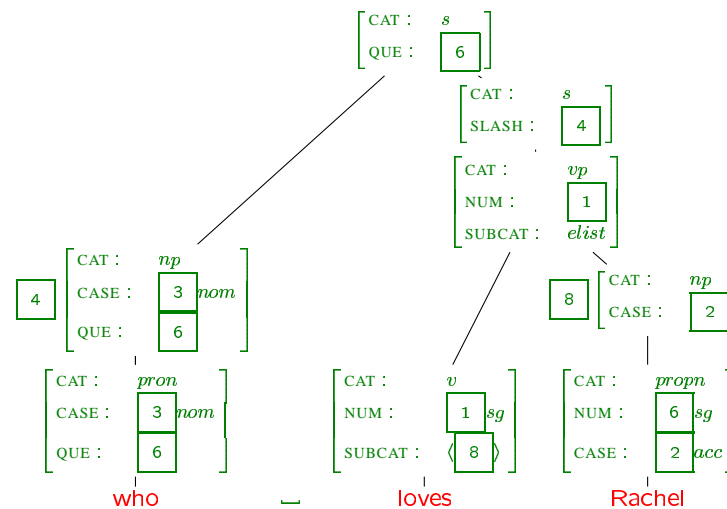 CAT : s
QUE : 6
CAT : s
SLASH : 4
CAT : vp
NUM : 1
SUBCAT : elist
4 CAT : np
CASE : 3 nom
QUE : 6
8 CAT : np
CASE : 2
CAT : pron
CASE : 3 nom
QUE : 6
CAT : v
NUM : 1 sg
SUBCAT : ⟨ 8 ⟩
CAT : propn
NUM : 6 sg
CASE : 2 acc
who ␣ loves Rachel